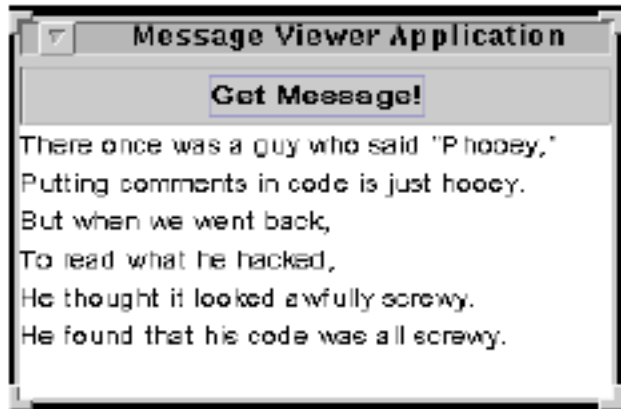 Message Viewer Application
Get Message!
There once was a guy who said "Phooey,"
Putting comments in code is just hooey.
But when we went back,
To read what he hacked,
He thought it looked awfully screwy.
He found that his code was all screwy.